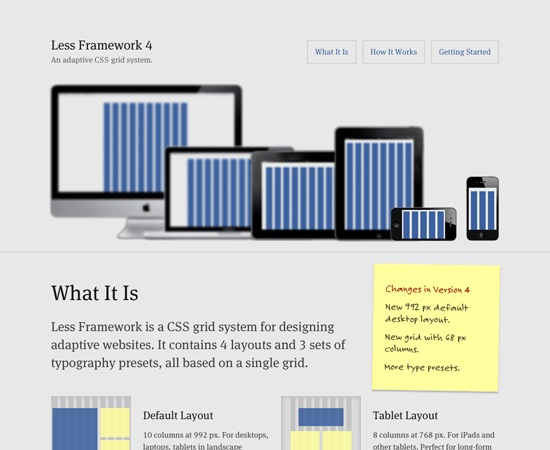 Less Framework 4
An adaptive CSS grid system.
What It Is
How It Works
Getting Started
What It Is
Less Framework is a CSS grid system for designing
adaptive websites. It contains 4 layouts and 3 sets of
typography presets, all based on a single grid.
Changes in Version 4
New 992 px default
desktop layout.
New grid with 68 px
columns.
More type presets.
Default Layout
10 columns at 992 px. For desktops,
laptops, tablets in landscape
Tablet Layout
8 columns at 768 px. For iPads and
other tablets. Perfect for long-form